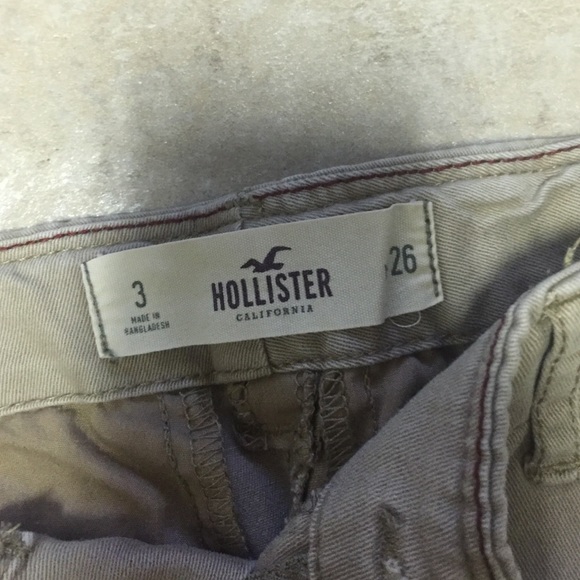 3
MADE IN
BANGLADESH
HOLLISTER
CALIFORNIA
26